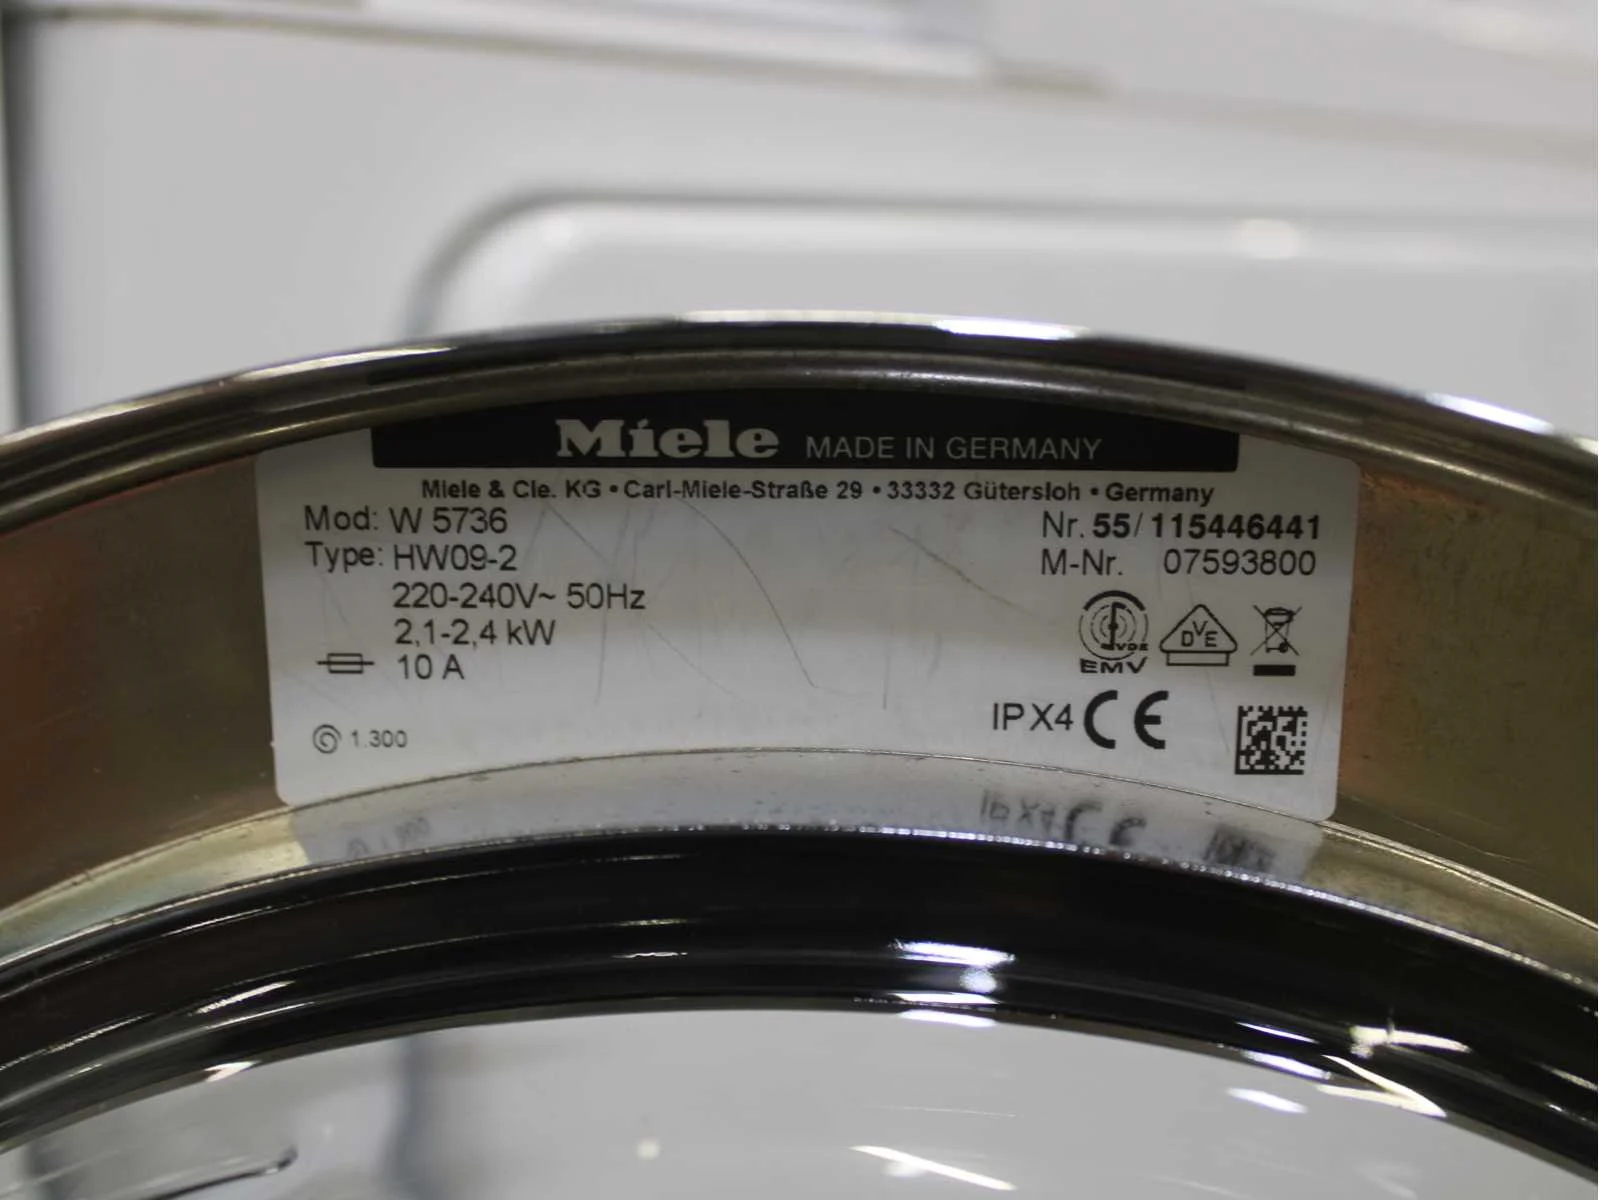 Miele MADE IN GERMANY
Miele & Cie. KG • Carl-Miele-Straße 29 • 33332 Gütersloh • Germany
Mod: W 5736
Nr. 55/ 115446441
Type: HW09-2
M-Nr. 07593800
220-240V~ 50Hz
2,1-2,4 kW
10 A
VDE
EMV
DVE
IPX4 CE
1.300